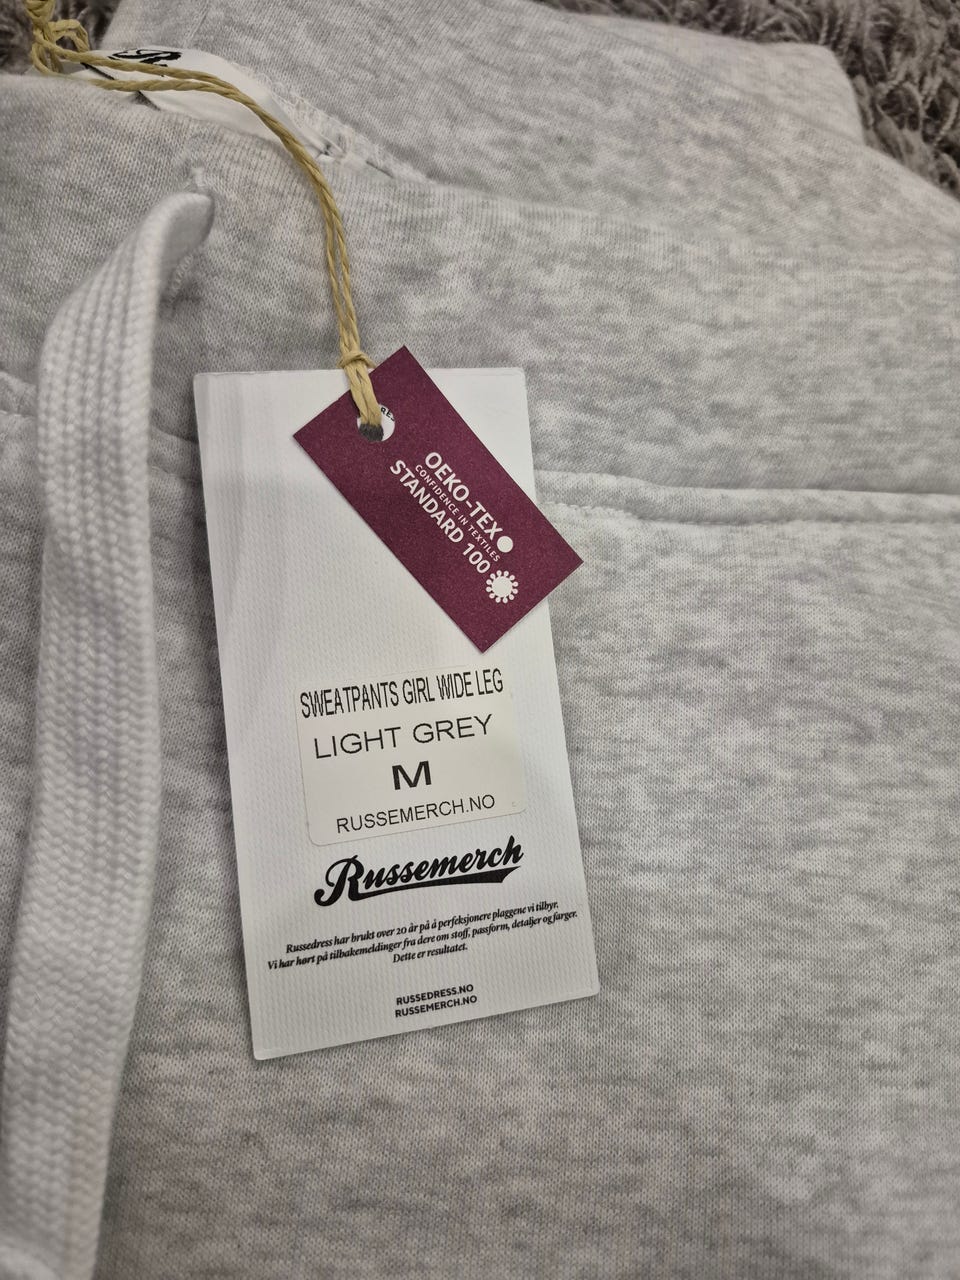 OEKO-TEX
CONFIDENCE IN TEXTILES
STANDARD 100
SWEATPANTS GIRL WIDE LEG
LIGHT GREY
M
RUSSEMERCH.NO
Russemerch
Russedress har brukt over 20 år på å perfeksjonere plaggene vi tilbyr.
Vi har hørt på tilbakemeldinger fra dere om stoff, passform, detaljer og farger.
Dette er resultatet.
RUSSEDRESS.NO
RUSSEMERCH.NO